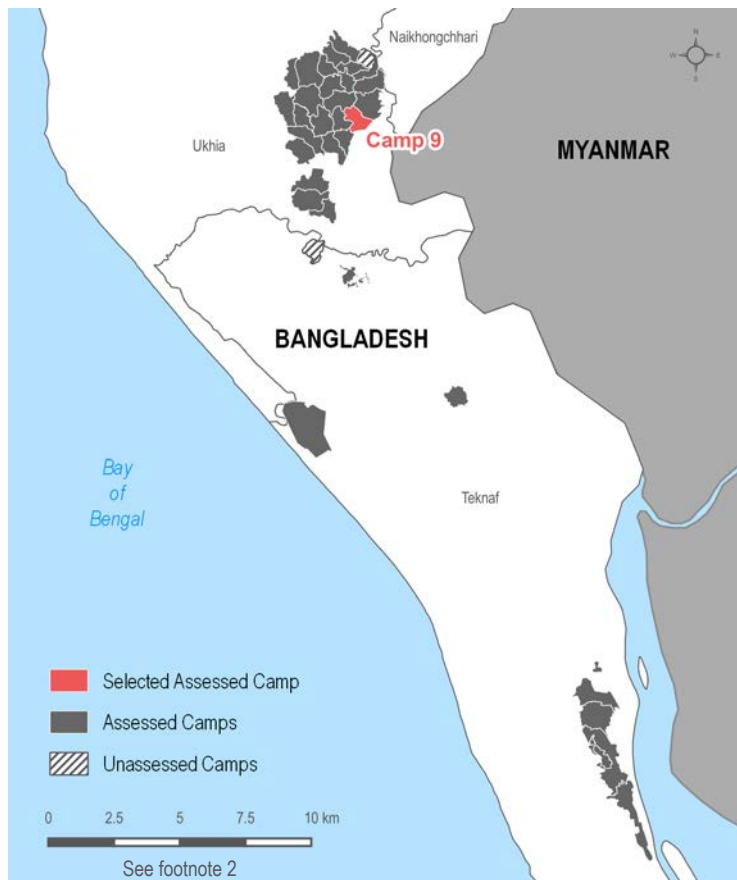 Naikhongchhari
N
W E
S
Ukhia
Camp 9
MYANMAR
BANGLADESH
Bay
of
Bengal
Teknaf
Selected Assessed Camp
Assessed Camps
Unassessed Camps
0 2.5 5 7.5 10 km
See footnote 2